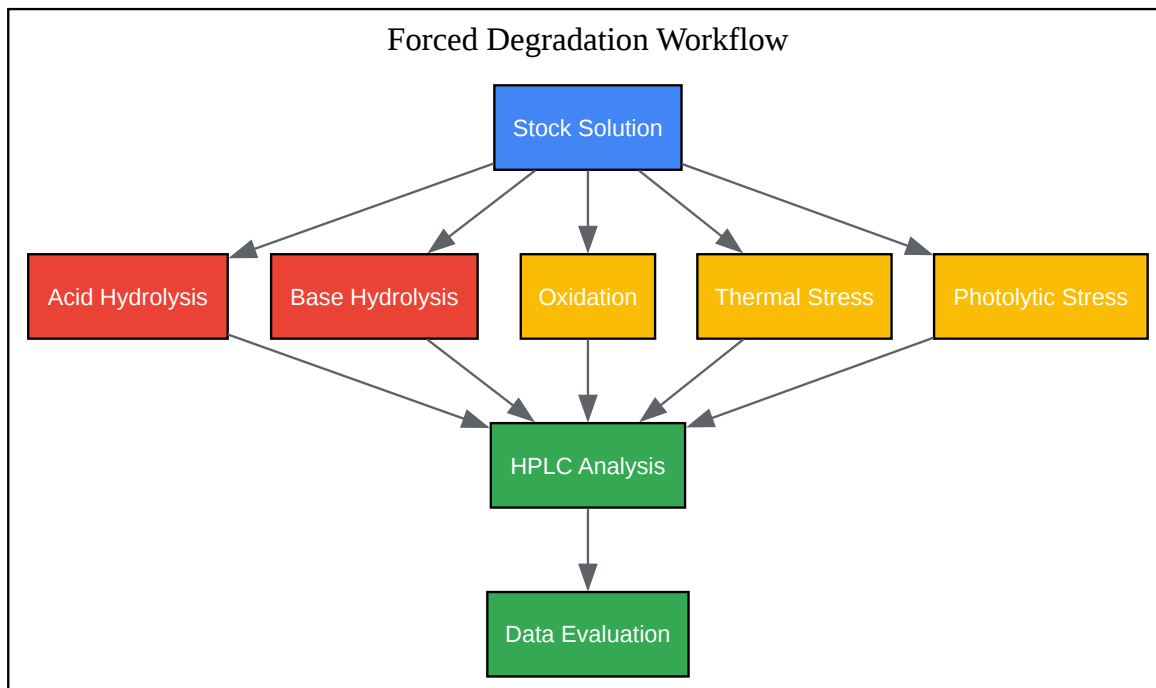 Forced Degradation Workflow
Stock Solution
Acid Hydrolysis
Base Hydrolysis
Oxidation
Thermal Stress
Photolytic Stress
HPLC Analysis
Data Evaluation